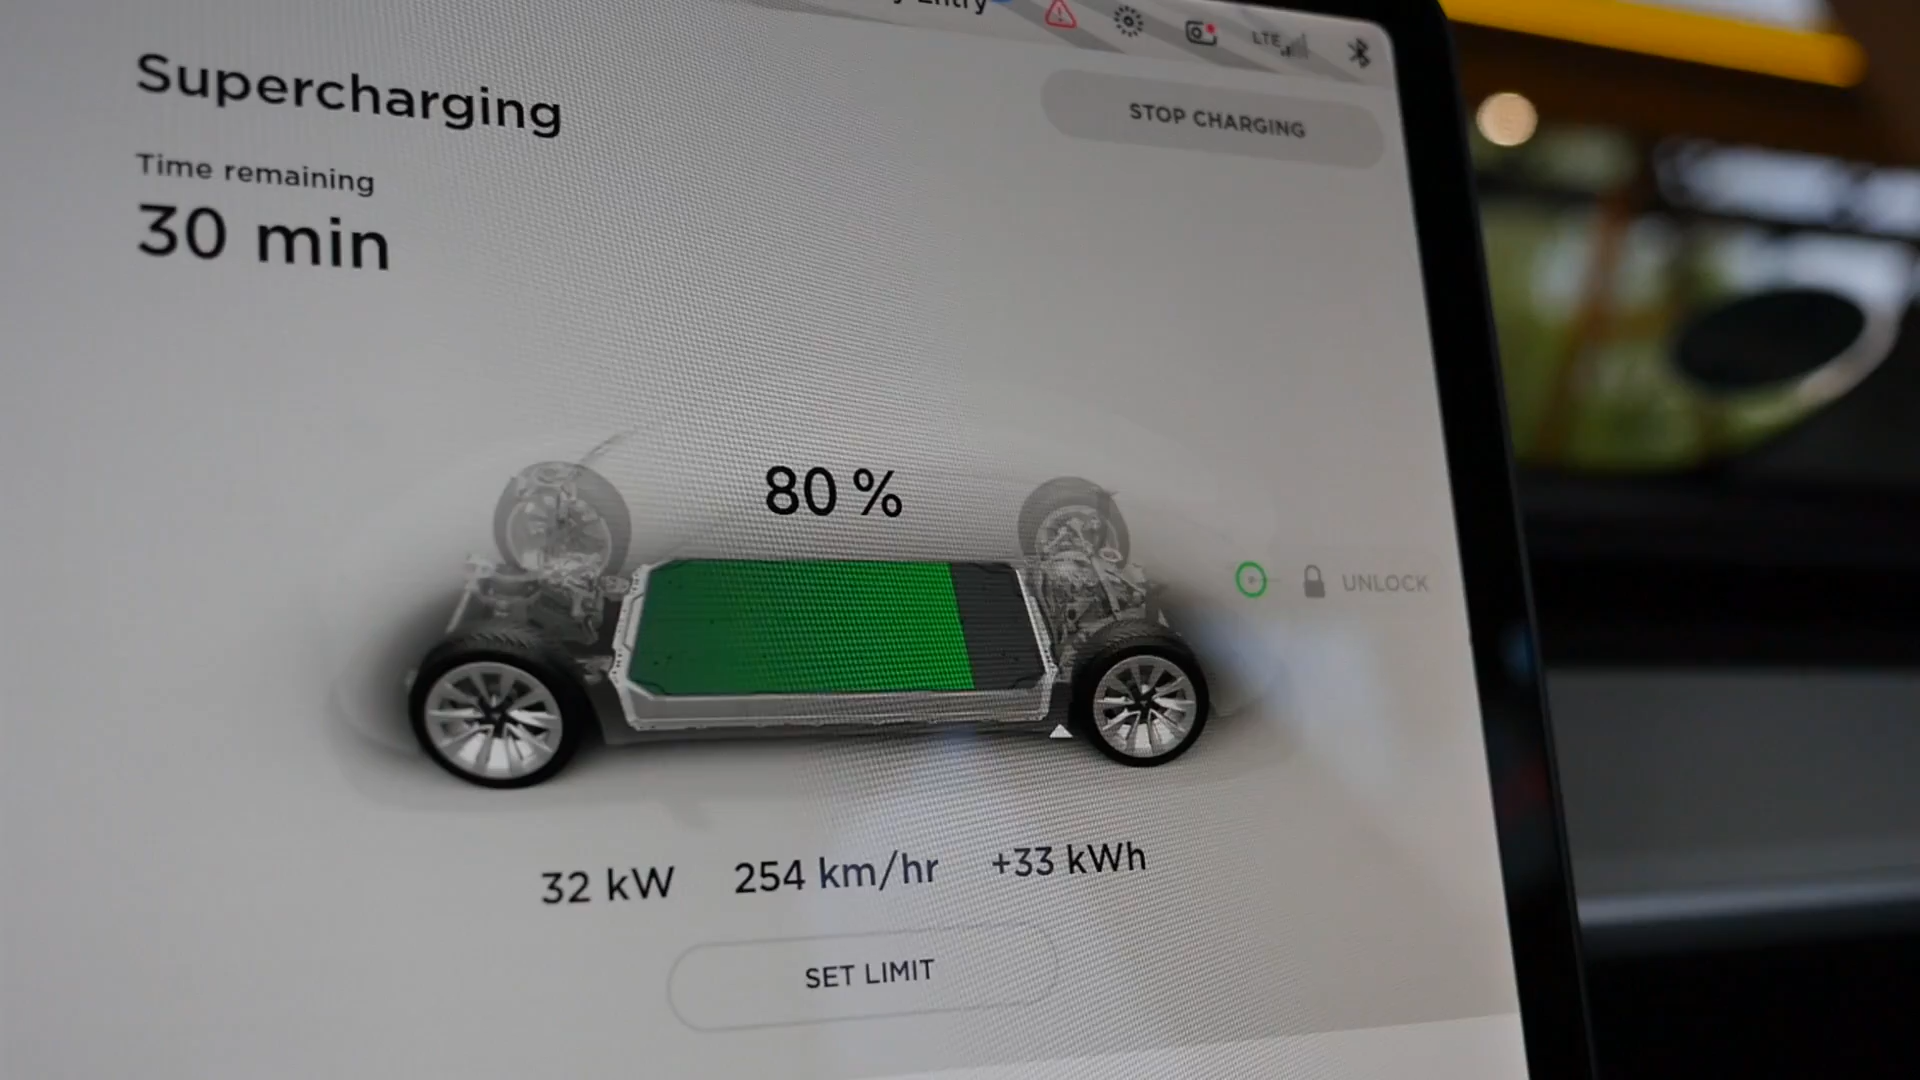 Entry
LTE
Supercharging
STOP CHARGING
Time remaining
30 min
80 %
UNLOCK
32 kW 254 km/hr +33 kWh
SET LIMIT